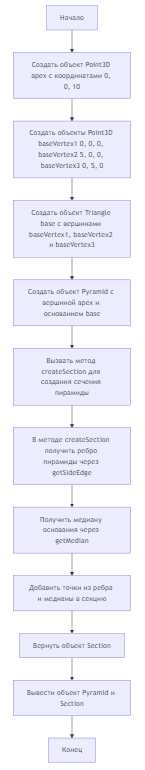 Начало
Создать объект Point3D
apex с координатами 0,
0, 10
Создать объекты Point3D
baseVertex1 0, 0, 0,
baseVertex2 5, 0, 0,
baseVertex3 0, 5, 0
Создать объект Triangle
base с вершинами
baseVertex1, baseVertex2
и baseVertex3
Создать объект Pyramid с
вершиной apex и
основанием base
Вызвать метод
createSection для
создания сечения
пирамиды
В методе createSection
получить ребро
пирамиды через
getSideEdge
Получить медиану
основания через
getMedian
Добавить точки из ребра
и медианы в секцию
Вернуть объект Section
Вывести объект Pyramid и
Section
Конец